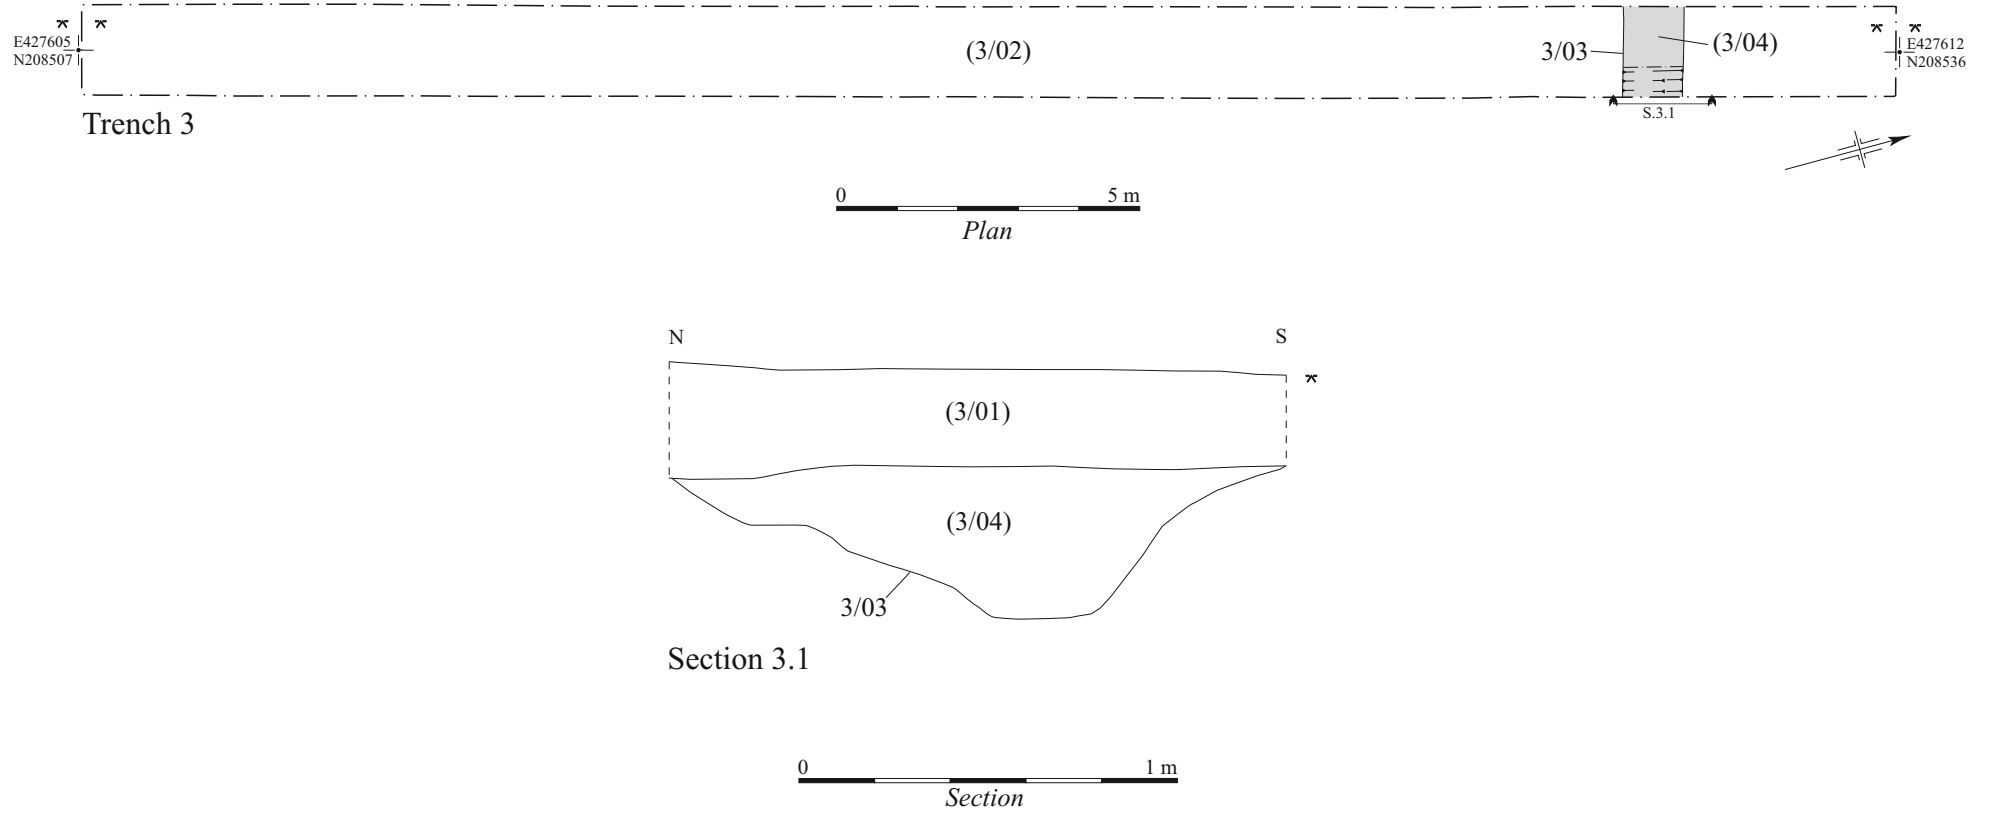 E427605
N208507
(3/02)
3/03
(3/04)
E427612
N208536
S.3.1
Trench 3
0 5 m
Plan
N S
(3/01)
(3/04)
3/03
Section 3.1
0 1 m
Section